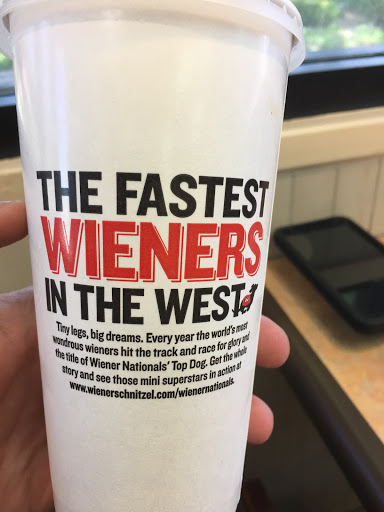 THE FASTEST
WIENERS
IN THE WEST
Tiny legs, big dreams. Every year the world's most
wondrous wieners hit the track and race for glory and
the title of Wiener Nationals' Top Dog. Get the whole
story and see those mini superstars in action at
www.wienerschnitzel.com/wienernationals.